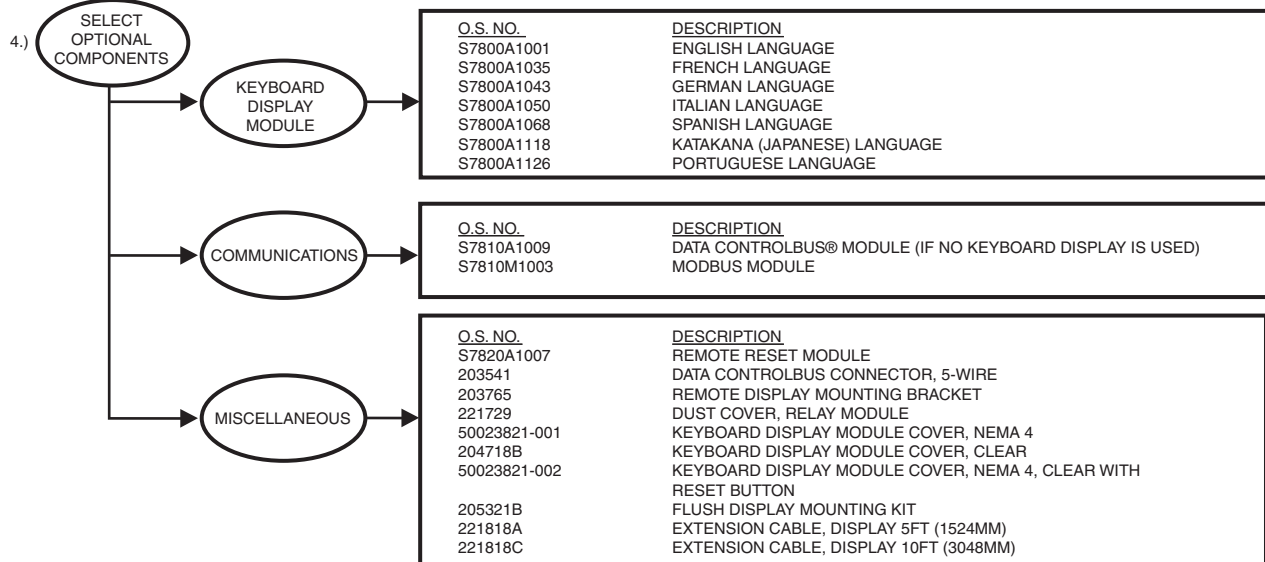 4.)
SELECT
OPTIONAL
COMPONENTS
KEYBOARD
DISPLAY
MODULE
O.S. NO. DESCRIPTION
S7800A1001 ENGLISH LANGUAGE
S7800A1035 FRENCH LANGUAGE
S7800A1043 GERMAN LANGUAGE
S7800A1050 ITALIAN LANGUAGE
S7800A1068 SPANISH LANGUAGE
S7800A1118 KATAKANA (JAPANESE) LANGUAGE
S7800A1126 PORTUGUESE LANGUAGE
COMMUNICATIONS
O.S. NO. DESCRIPTION
S7810A1009 DATA CONTROLBUS® MODULE (IF NO KEYBOARD DISPLAY IS USED)
S7810M1003 MODBUS MODULE
MISCELLANEOUS
O.S. NO. DESCRIPTION
S7820A1007 REMOTE RESET MODULE
203541 DATA CONTROLBUS CONNECTOR, 5-WIRE
203765 REMOTE DISPLAY MOUNTING BRACKET
221729 DUST COVER, RELAY MODULE
50023821-001 KEYBOARD DISPLAY MODULE COVER, NEMA 4
204718B KEYBOARD DISPLAY MODULE COVER, CLEAR
50023821-002 KEYBOARD DISPLAY MODULE COVER, NEMA 4, CLEAR WITH
RESET BUTTON
205321B FLUSH DISPLAY MOUNTING KIT
221818A EXTENSION CABLE, DISPLAY 5FT (1524MM)
221818C EXTENSION CABLE, DISPLAY 10FT (3048MM)